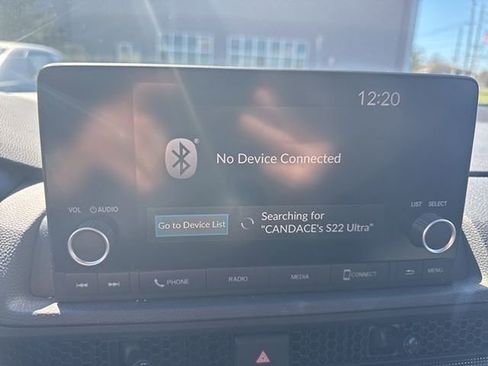 12:20
No Device Connected
VOL AUDIO
LIST SELECT
Go to Device List
Searching for
"CANDACE's S22 Ultra"
PHONE RADIO MEDIA CONNECT MENU